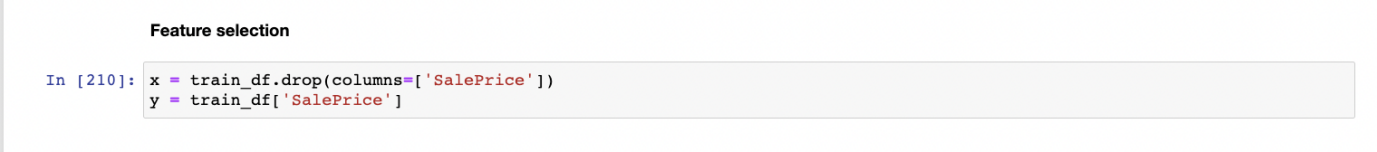 Feature selection
In [210]: x = train_df.drop(columns=['SalePrice'])
y = train_df['SalePrice']